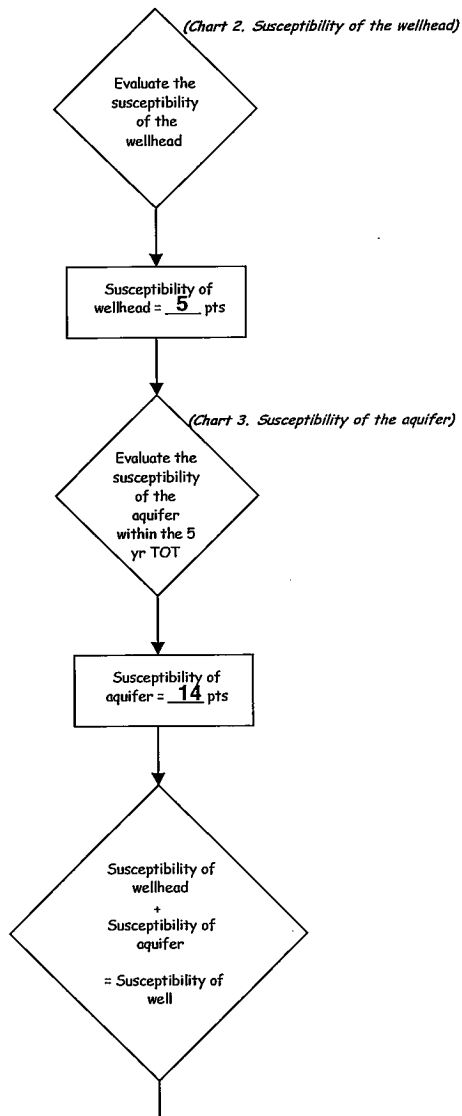 (Chart 2. Susceptibility of the wellhead)
Evaluate the
susceptibility
of the
wellhead
Susceptibility of
wellhead = 5 pts
(Chart 3. Susceptibility of the aquifer)
Evaluate the
susceptibility
of the
aquifer
within the 5
yr TOT
Susceptibility of
aquifer = 14 pts
Susceptibility of
wellhead
+
Susceptibility of
aquifer
= Susceptibility of
well